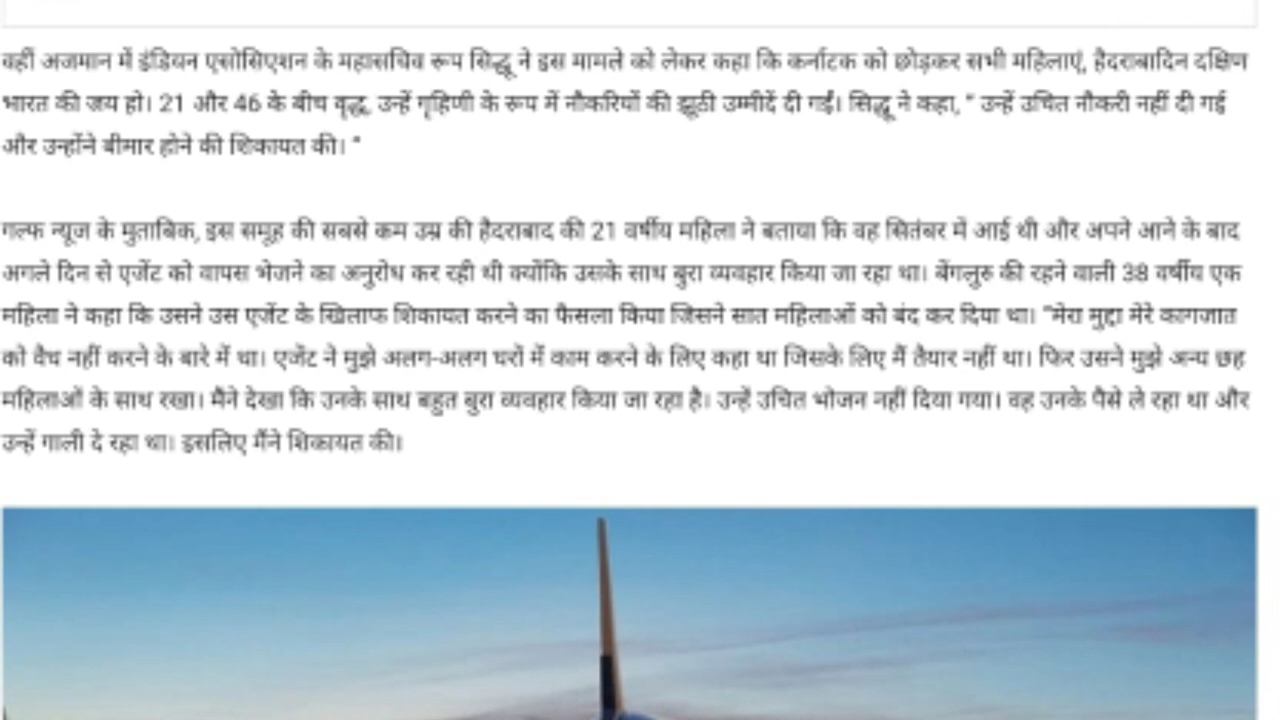 वहीं अजमान में इंडियन एसोसिएशन के महासचिव रूप सिद्धू ने इस मामले को लेकर कहा कि कर्नाटक को छोड़कर सभी महिलाएं, हैदराबादिन दक्षिण
भारत की जय हो। 21 और 46 के बीच वृद्ध, उन्हें गृहिणी के रूप में नौकरियों की झूठी उम्मीदें दी गईं। सिद्धू ने कहा, " उन्हें उचित नौकरी नहीं दी गई
और उन्होंने बीमार होने की शिकायत की। "
गल्फ न्यूज के मुताबिक, इस समूह की सबसे कम उम्र की हैदराबाद की 21 वर्षीय महिला ने बताया कि वह सितंबर में आई थी और अपने आने के बाद
अगले दिन से एजेंट को वापस भेजने का अनुरोध कर रही थी क्योंकि उसके साथ बुरा व्यवहार किया जा रहा था। बेंगलुरु की रहने वाली 38 वर्षीय एक
महिला ने कहा कि उसने उस एजेंट के खिलाफ शिकायत करने का फैसला किया जिसने सात महिलाओं को बंद कर दिया था। "मेरा मुद्दा मेरे कागजात
को वैध नहीं करने के बारे में था। एजेंट ने मुझे अलग-अलग घरों में काम करने के लिए कहा था जिसके लिए मैं तैयार नहीं था। फिर उसने मुझे अन्य छह
महिलाओं के साथ रखा। मैंने देखा कि उनके साथ बहुत बुरा व्यवहार किया जा रहा है। उन्हें उचित भोजन नहीं दिया गया। वह उनके पैसे ले रहा था और
उन्हें गाली दे रहा था। इसलिए मैंने शिकायत की।